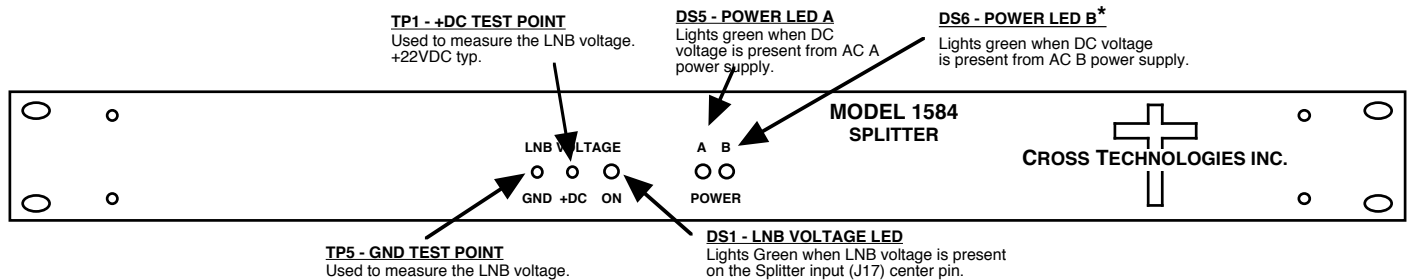 TP1 - +DC TEST POINT
Used to measure the LNB voltage.
+22VDC typ.
DS5 - POWER LED A
Lights green when DC
voltage is present from AC A
power supply.
DS6 - POWER LED B*
Lights green when DC voltage
is present from AC B power supply.
MODEL 1584
SPLITTER
LNB VOLTAGE
A B
CROSS TECHNOLOGIES INC.
GND +DC ON
POWER
TP5 - GND TEST POINT
Used to measure the LNB voltage.
DS1 - LNB VOLTAGE LED
Lights Green when LNB voltage is present
on the Splitter input (J17) center pin.